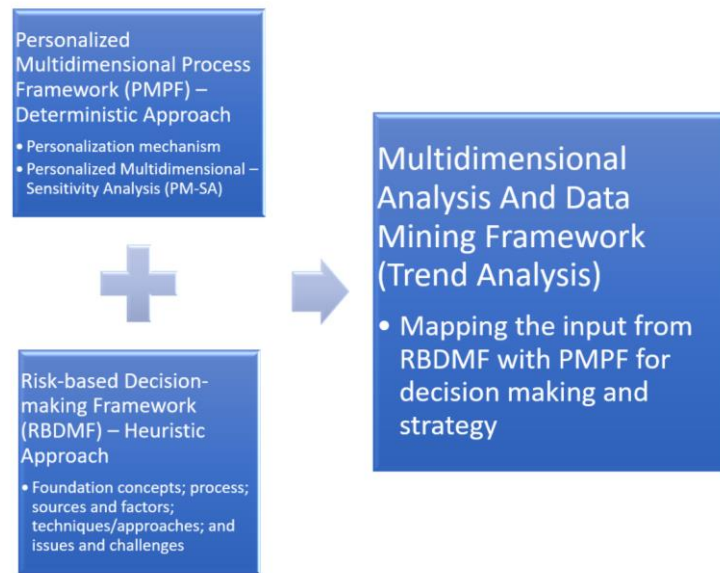 Personalized
Multidimensional Process
Framework (PMPF) –
Deterministic Approach
• Personalization mechanism
• Personalized Multidimensional –
Sensitivity Analysis (PM-SA)
Risk-based Decision-
making Framework
(RBDMF) – Heuristic
Approach
• Foundation concepts; process;
sources and factors;
techniques/approaches; and
issues and challenges
Multidimensional
Analysis And Data
Mining Framework
(Trend Analysis)
• Mapping the input from
RBDMF with PMPF for
decision making and
strategy